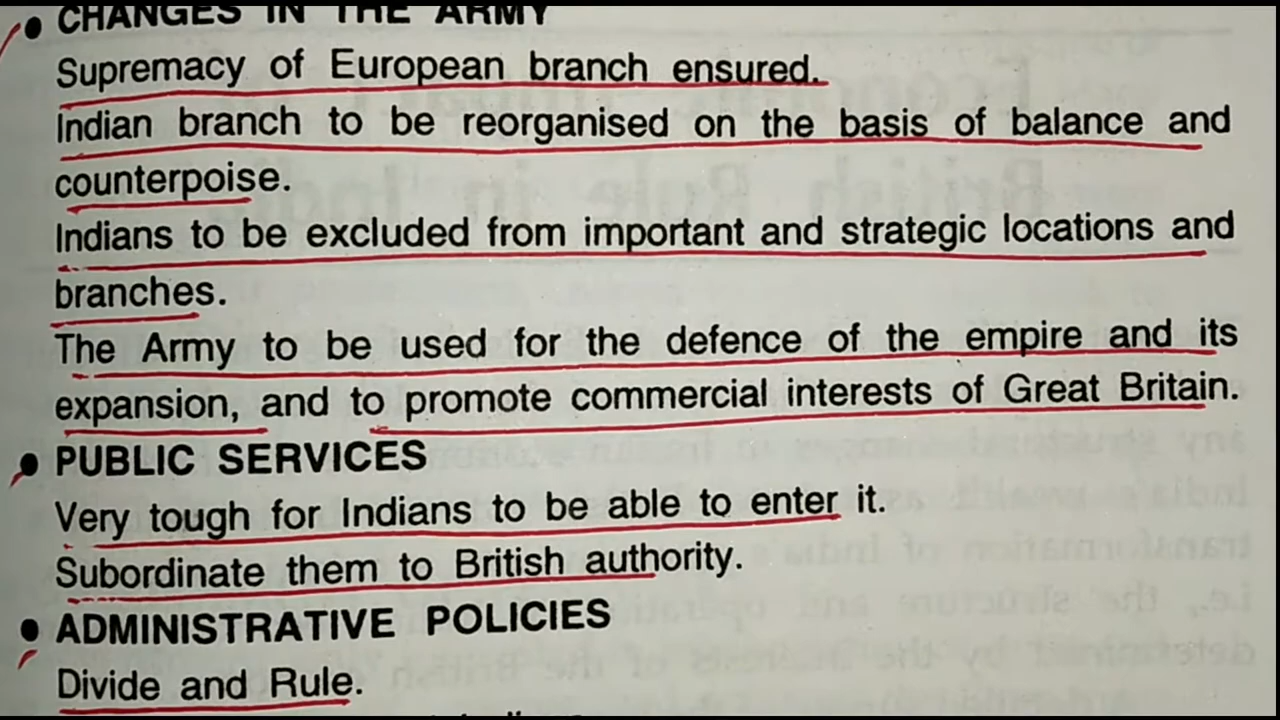 • CHANGES IN THE ARMY
Supremacy of European branch ensured.
Indian branch to be reorganised on the basis of balance and
counterpoise.
Indians to be excluded from important and strategic locations and
branches.
The Army to be used for the defence of the empire and its
expansion, and to promote commercial interests of Great Britain.
• PUBLIC SERVICES
Very tough for Indians to be able to enter it.
Subordinate them to British authority.
• ADMINISTRATIVE POLICIES
Divide and Rule.